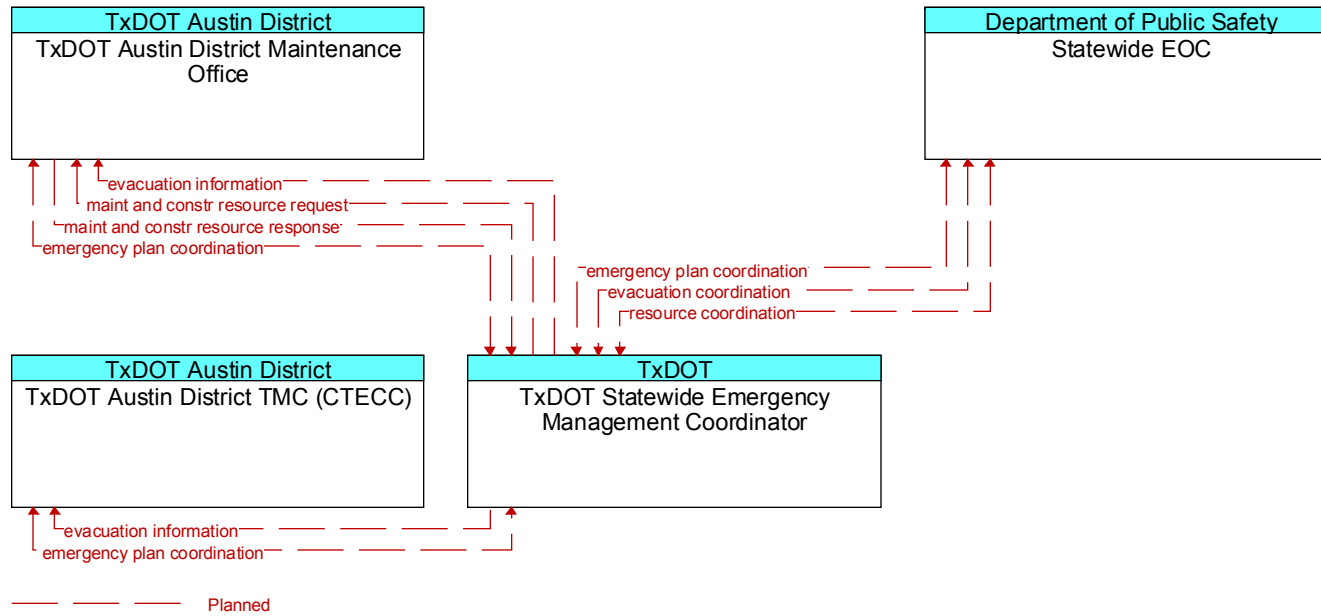 TxDOT Austin District
TxDOT Austin District Maintenance
Office
Department of Public Safety
Statewide EOC
evacuation information
maint and constr resource request
maint and constr resource response
emergency plan coordination
emergency plan coordination
evacuation coordination
resource coordination
TxDOT Austin District
TxDOT Austin District TMC (CTECC)
TxDOT
TxDOT Statewide Emergency
Management Coordinator
evacuation information
emergency plan coordination
Planned